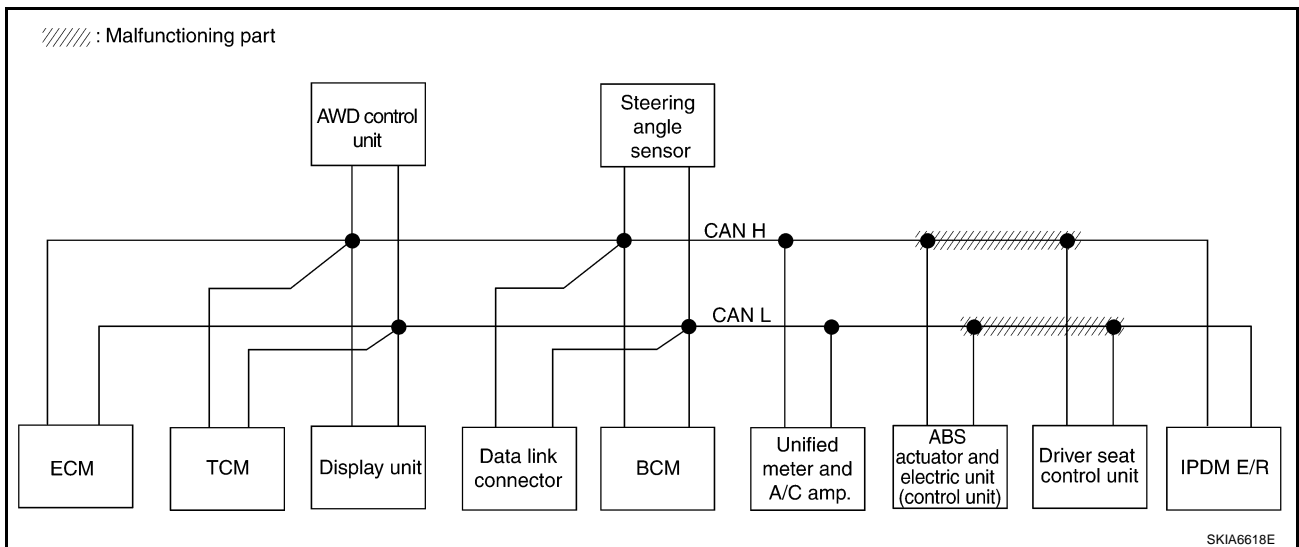 : Malfunctioning part
AWD control
unit
Steering
angle
sensor
CAN H
CAN L
ECM
TCM
Display unit
Data link
connector
BCM
Unified
meter and
A/C amp.
ABS
actuator and
electric unit
(control unit)
Driver seat
control unit
IPDM E/R
SKIA6618E